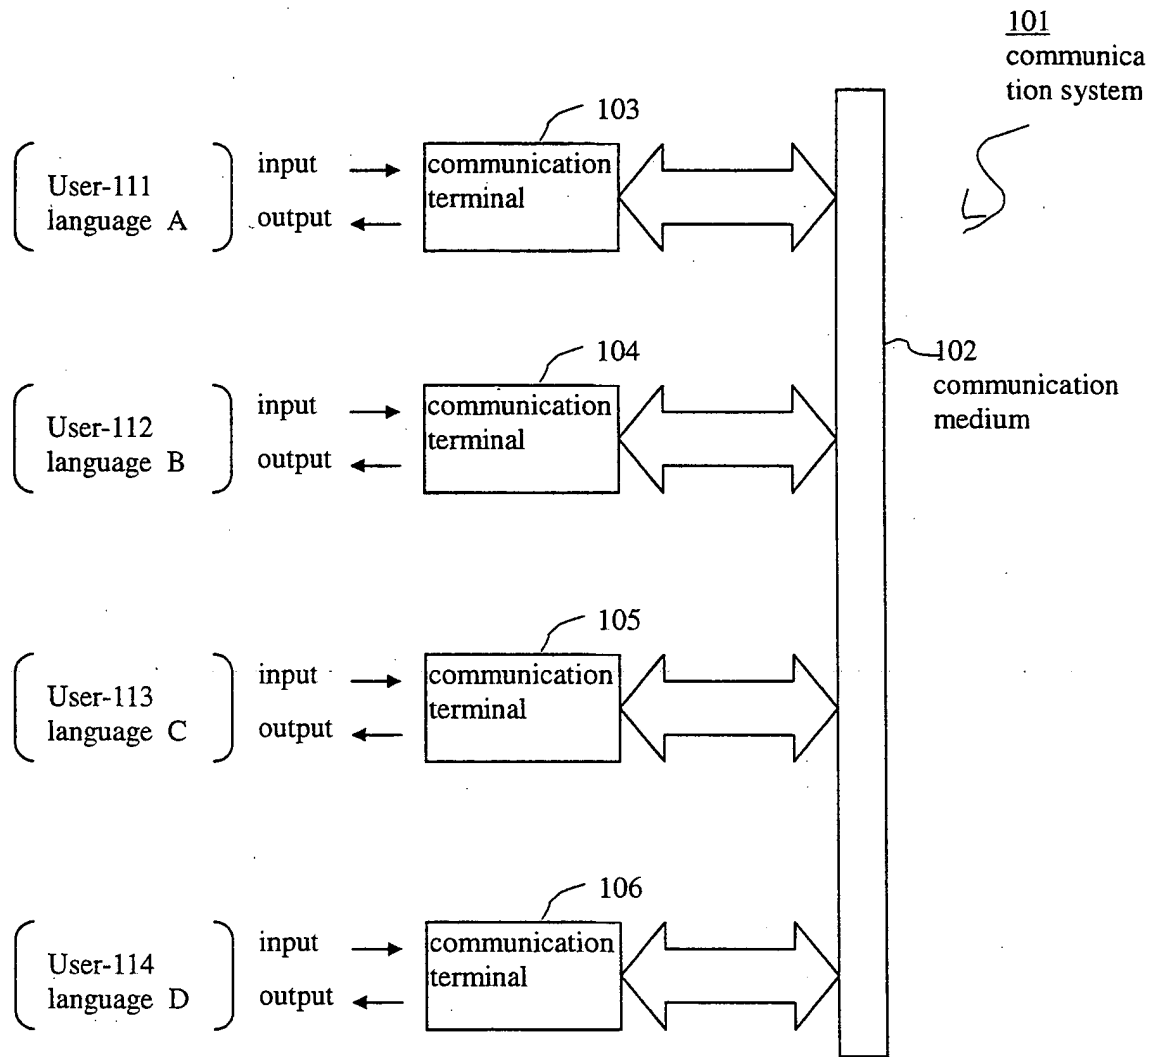 101
communica
tion system
103
input
communication
terminal
User-111
language A
output
104
102
communication
medium
input
communication
terminal
User-112
language B
output
105
input
communication
terminal
User-113
language C
output
106
input
communication
terminal
User-114
language D
output